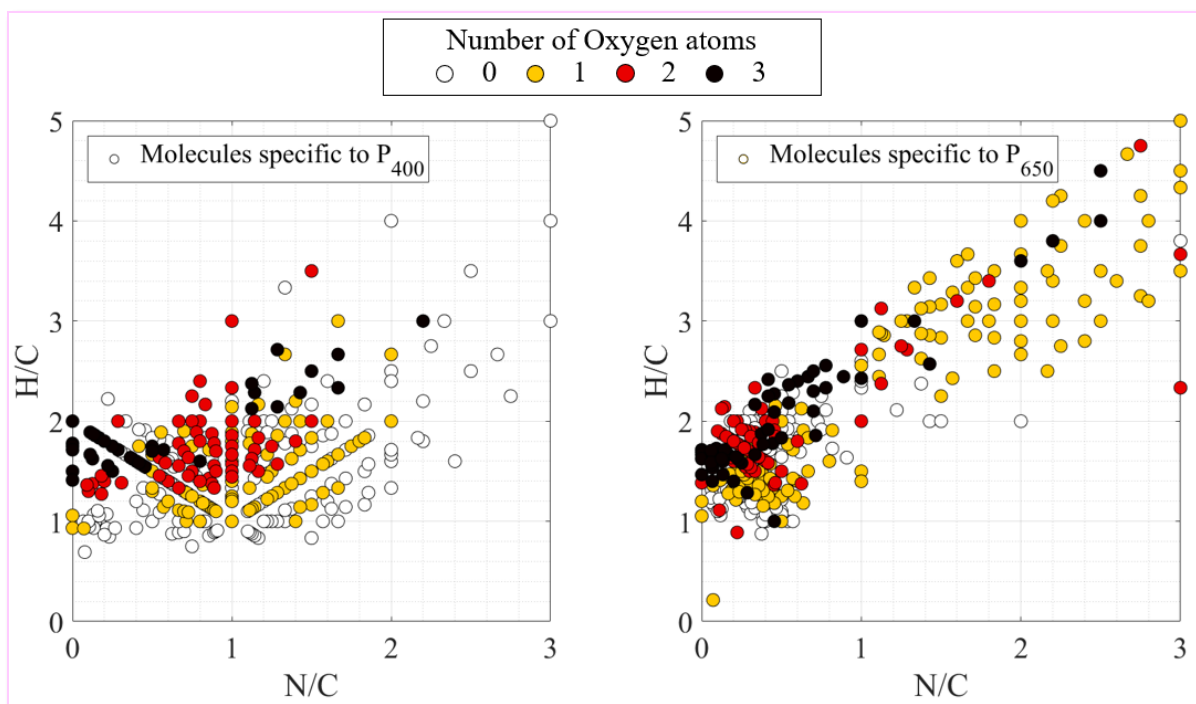 Number of Oxygen atoms
0 1 2 3
Molecules specific to P400
5
4
3
2
1
0
H/C
0 1 2 3
N/C
Molecules specific to P650
5
4
3
2
1
0
H/C
0 1 2 3
N/C